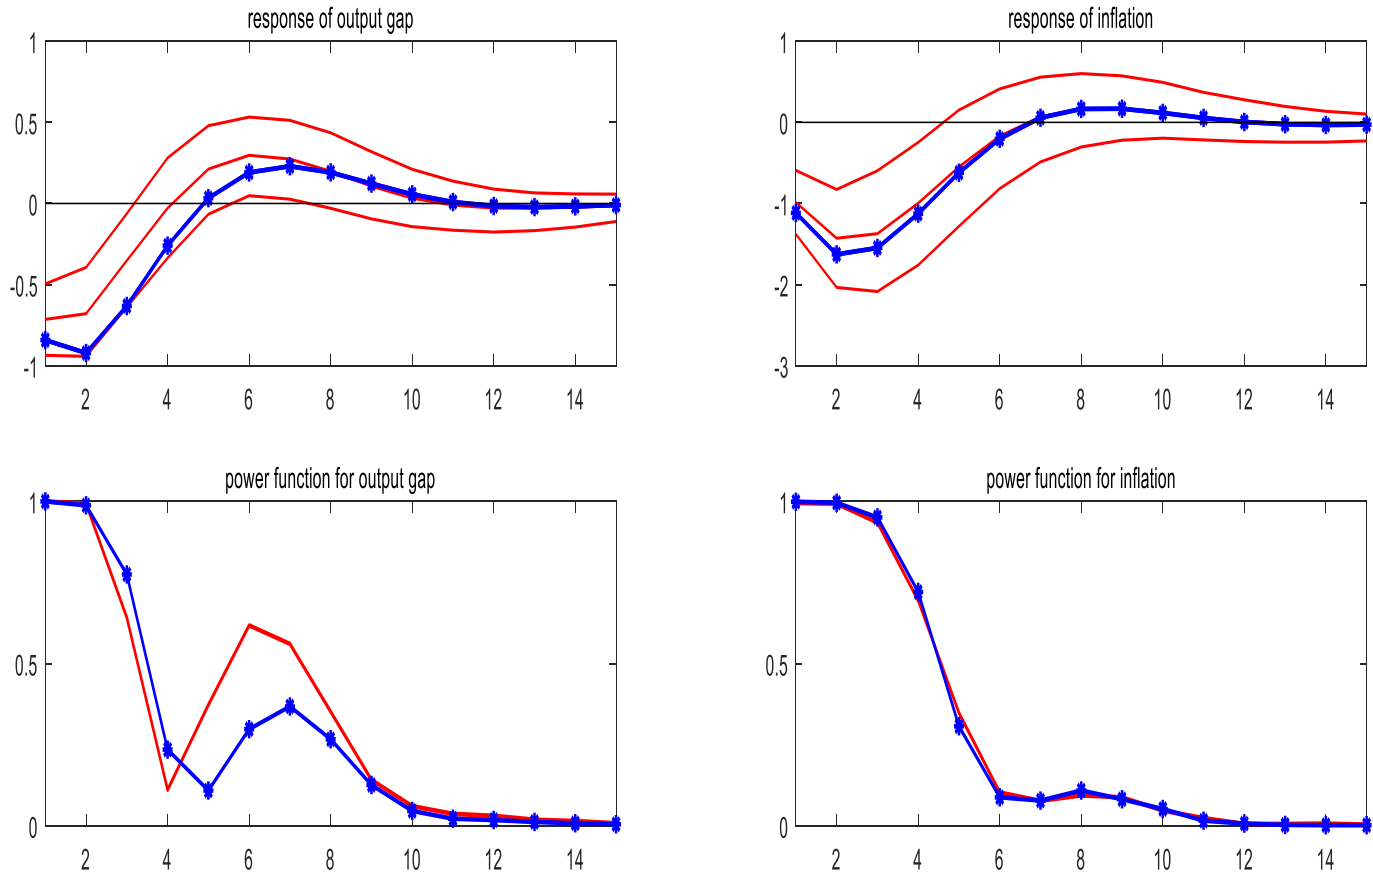 response of output gap
1
0.5
0
-0.5
-1
2 4 6 8 10 12 14
response of inflation
1
0
-1
-2
-3
2 4 6 8 10 12 14
power function for output gap
1
0.5
0
2 4 6 8 10 12 14
power function for inflation
1
0.5
0
2 4 6 8 10 12 14